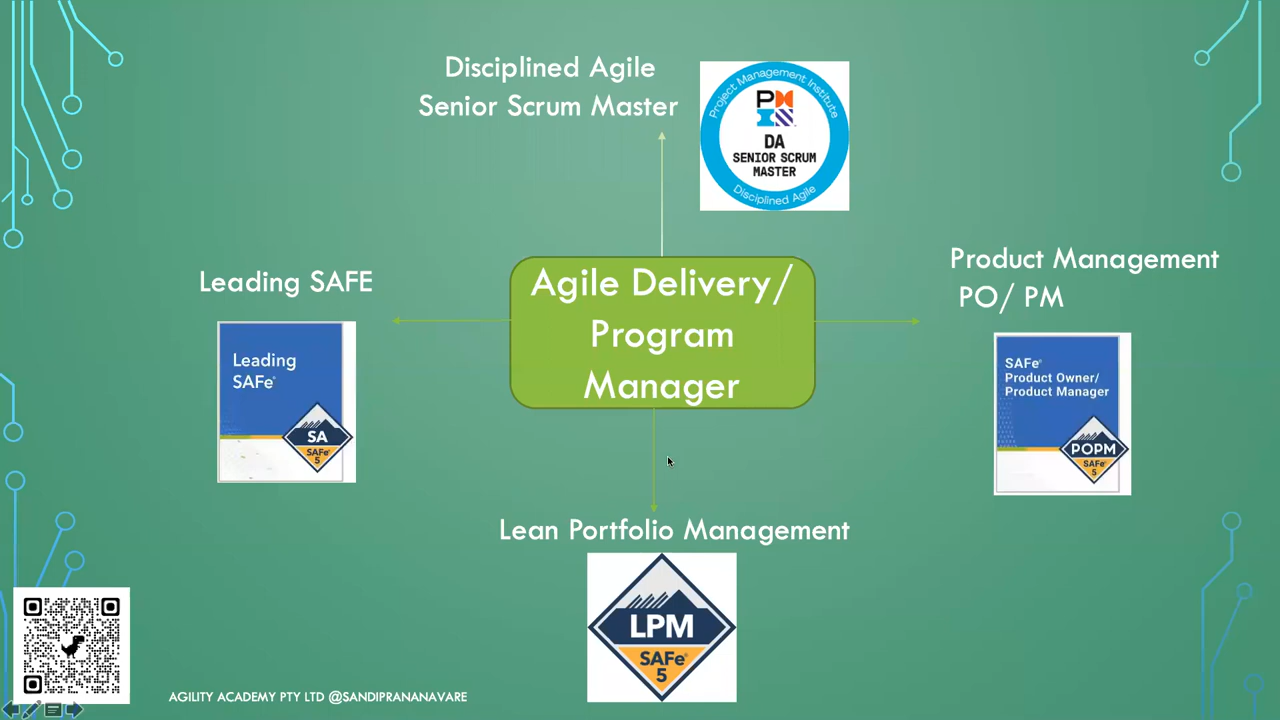 Disciplined Agile
Senior Scrum Master
Project Management Institute
PM
DA
SENIOR SCRUM
MASTER
Disciplined Agile
Leading SAFE
Leading
SAFe®
SA
SAFe®
5
Agile Delivery/
Program
Manager
Product Management
PO/ PM
SAFe®
Product Owner/
Product Manager
POPM
SAFe®
5
Lean Portfolio Management
LPM
SAFe®
5
AGILITY ACADEMY PTY LTD @SANDIPRANANAVARE